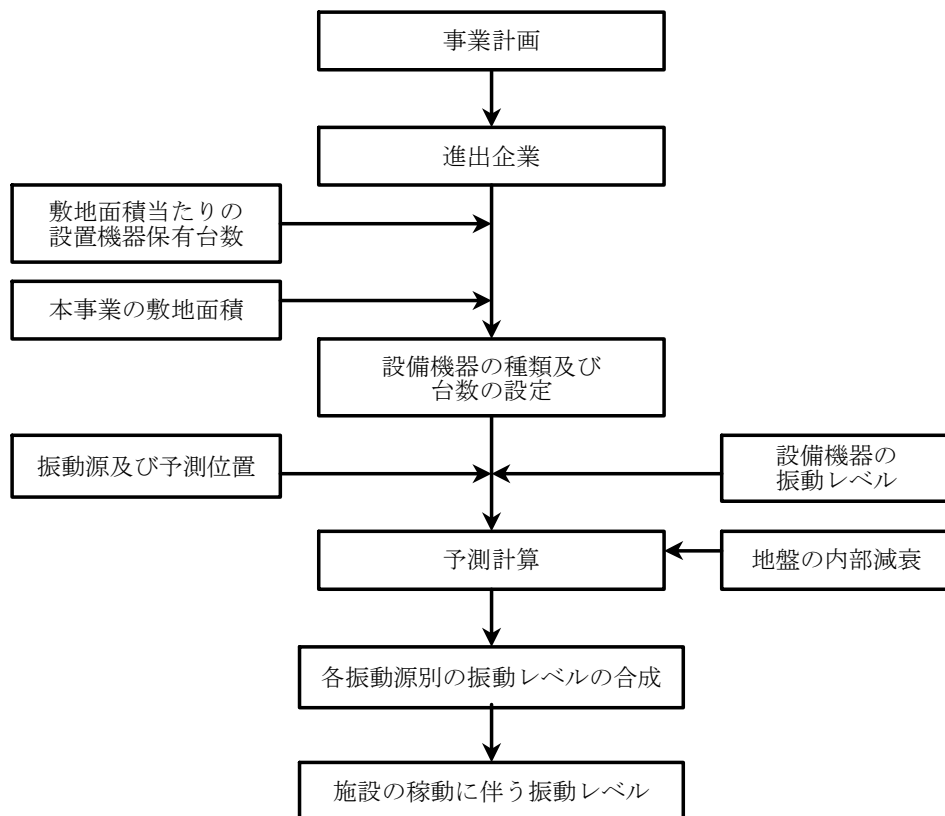 事業計画
進出企業
敷地面積当たりの
設置機器保有台数
本事業の敷地面積
設備機器の種類及び
台数の設定
振動源及び予測位置
設備機器の
振動レベル
予測計算
地盤の内部減衰
各振動源別の振動レベルの合成
施設の稼動に伴う振動レベル